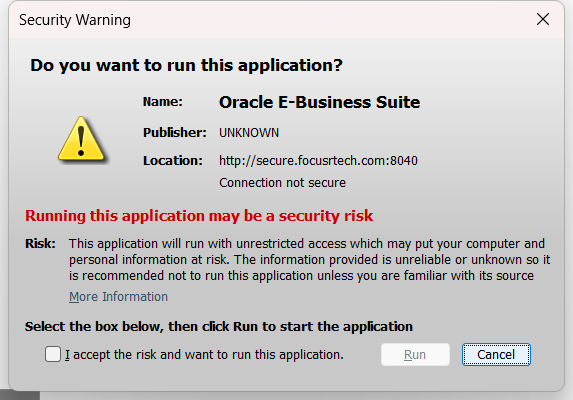 Security Warning
Do you want to run this application?
Name: Oracle E-Business Suite
Publisher: UNKNOWN
Location: http://secure.focusrtech.com:8040
Connection not secure
Running this application may be a security risk
Risk: This application will run with unrestricted access which may put your computer and
personal information at risk. The information provided is unreliable or unknown so it
is recommended not to run this application unless you are familiar with its source
More Information
Select the box below, then click Run to start the application
I accept the risk and want to run this application. Run Cancel